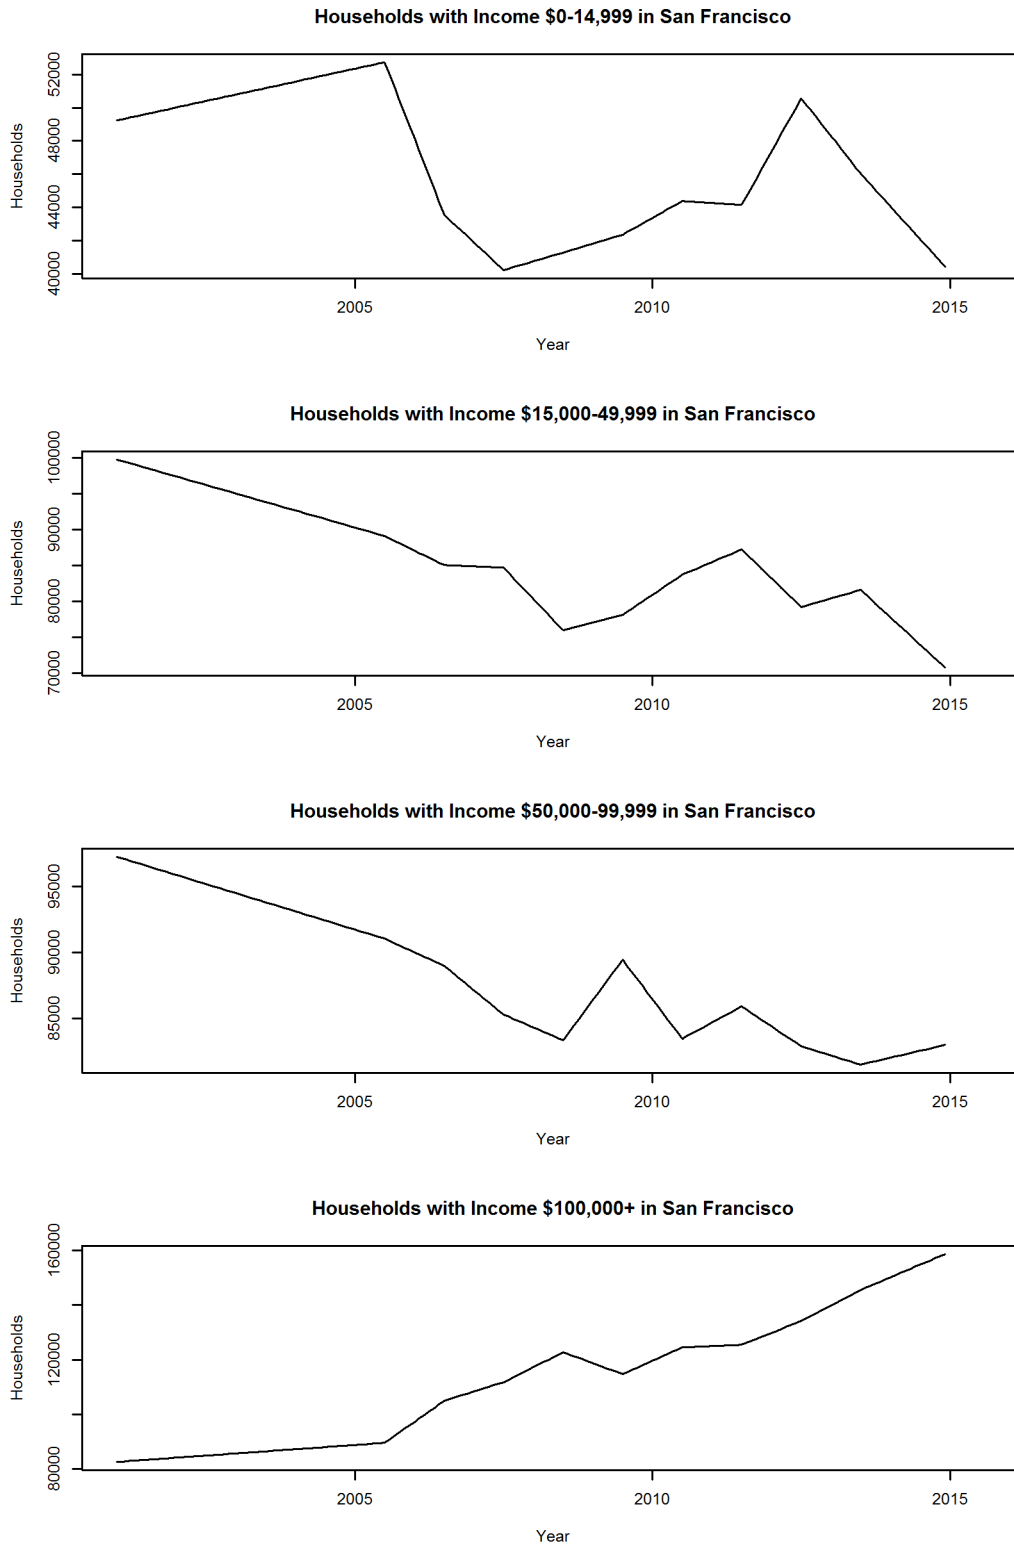 Households with Income $0-14,999 in San Francisco
Households
52000
48000
44000
40000
2005 2010 2015
Year
Households with Income $15,000-49,999 in San Francisco
Households
100000
90000
80000
70000
2005 2010 2015
Year
Households with Income $50,000-99,999 in San Francisco
Households
95000
90000
85000
2005 2010 2015
Year
Households with Income $100,000+ in San Francisco
Households
160000
120000
80000
2005 2010 2015
Year